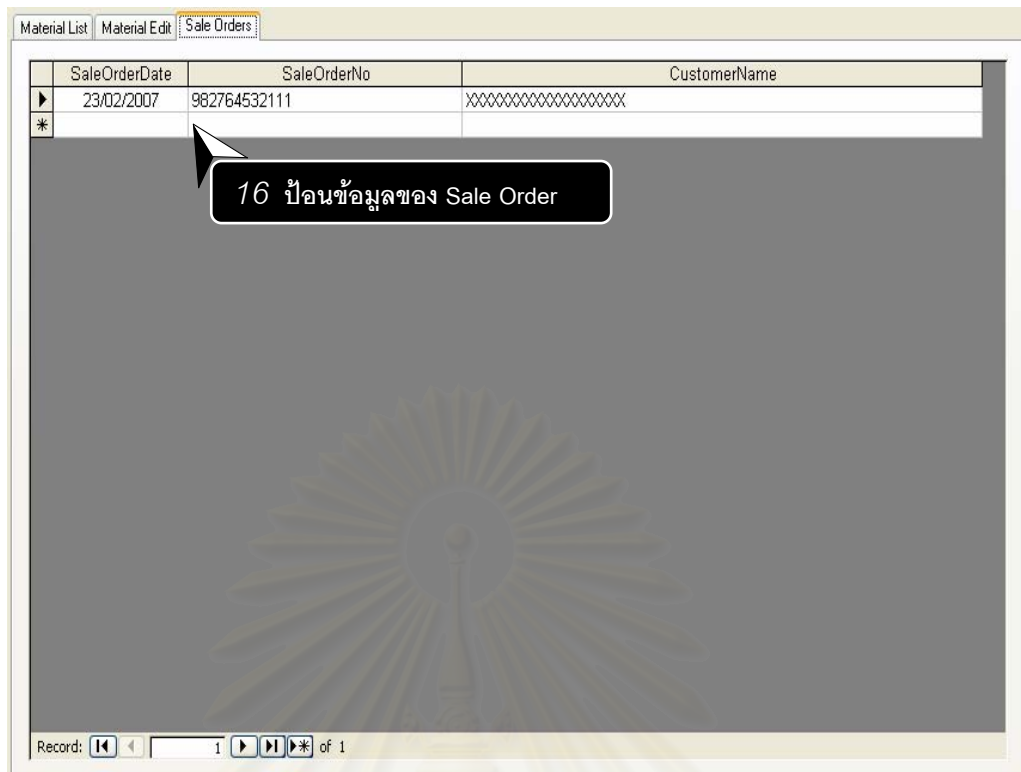 Material List Material Edit Sale Orders
SaleOrderDate SaleOrderNo CustomerName
23/02/2007 982764532111 XXXXXXXXXXXXXXXXXXX
16 ป้อนข้อมูลของ Sale Order
Record: 1 of 1